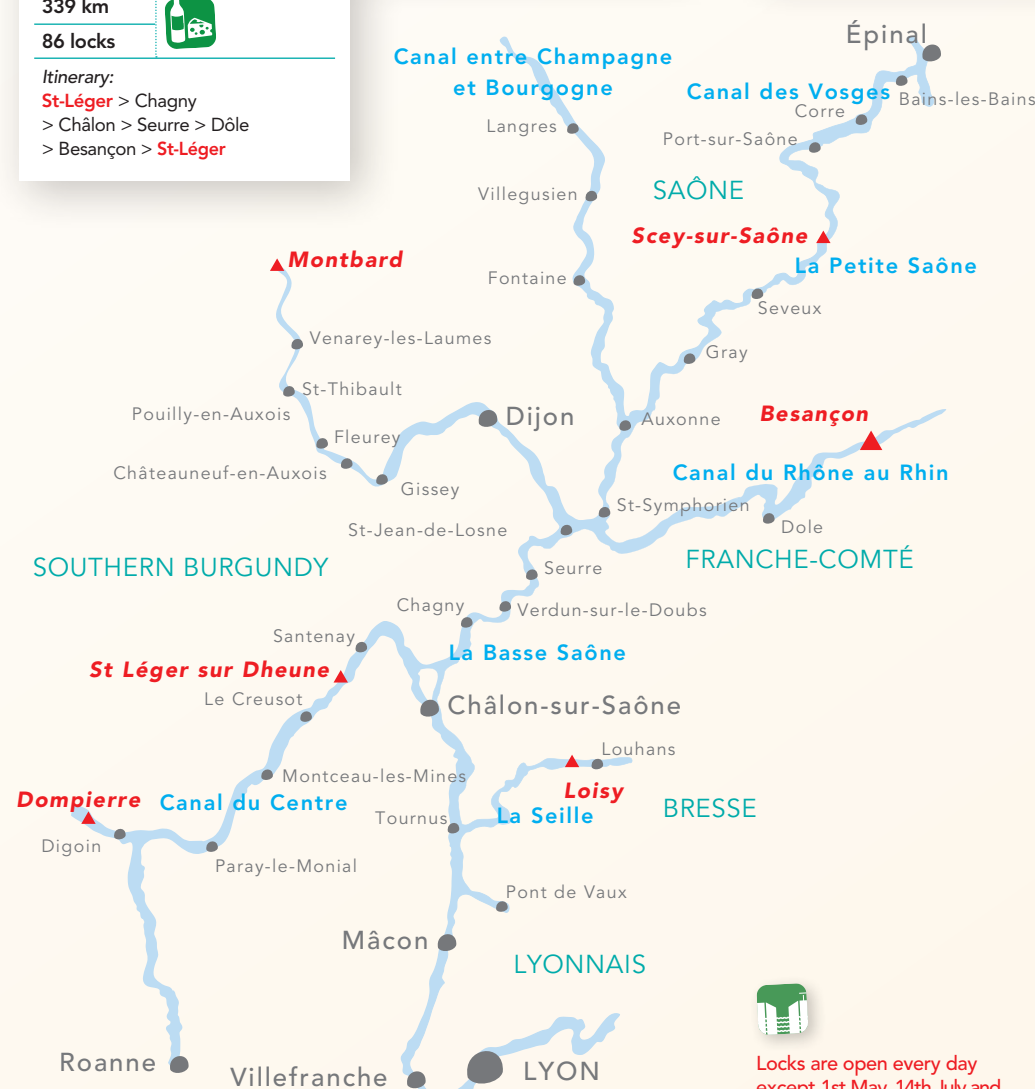 339 km
86 locks
Itinerary:
St-Léger > Chagny
> Châlon > Seurre > Dôle
> Besançon > St-Léger
Épinal
Canal entre Champagne
et Bourgogne
Canal des Vosges
Bains-les-Bains
Corre
Langres
Port-sur-Saône
Villegusien
SAÔNE
Scey-sur-Saône
Montbard
La Petite Saône
Fontaine
Seveux
Venarey-les-Laumes
Gray
St-Thibault
Pouilly-en-Auxois
Dijon
Auxonne
Besançon
Fleurey
Châteauneuf-en-Auxois
Canal du Rhône au Rhin
Gissey
St-Symphorien
St-Jean-de-Losne
Dole
SOUTHERN BURGUNDY
FRANCHE-COMTÉ
Seurre
Chagny
Verdun-sur-le-Doubs
Santenay
La Basse Saône
St Léger sur Dheune
Le Creusot
Châlon-sur-Saône
Louhans
Montceau-les-Mines
Loisy
Dompierre
Canal du Centre
BRESSE
Tournus
La Seille
Digoin
Paray-le-Monial
Pont de Vaux
Mâcon
LYONNAIS
Roanne
Villefranche
LYON
Locks are open every day
except 1st May, 14th July and